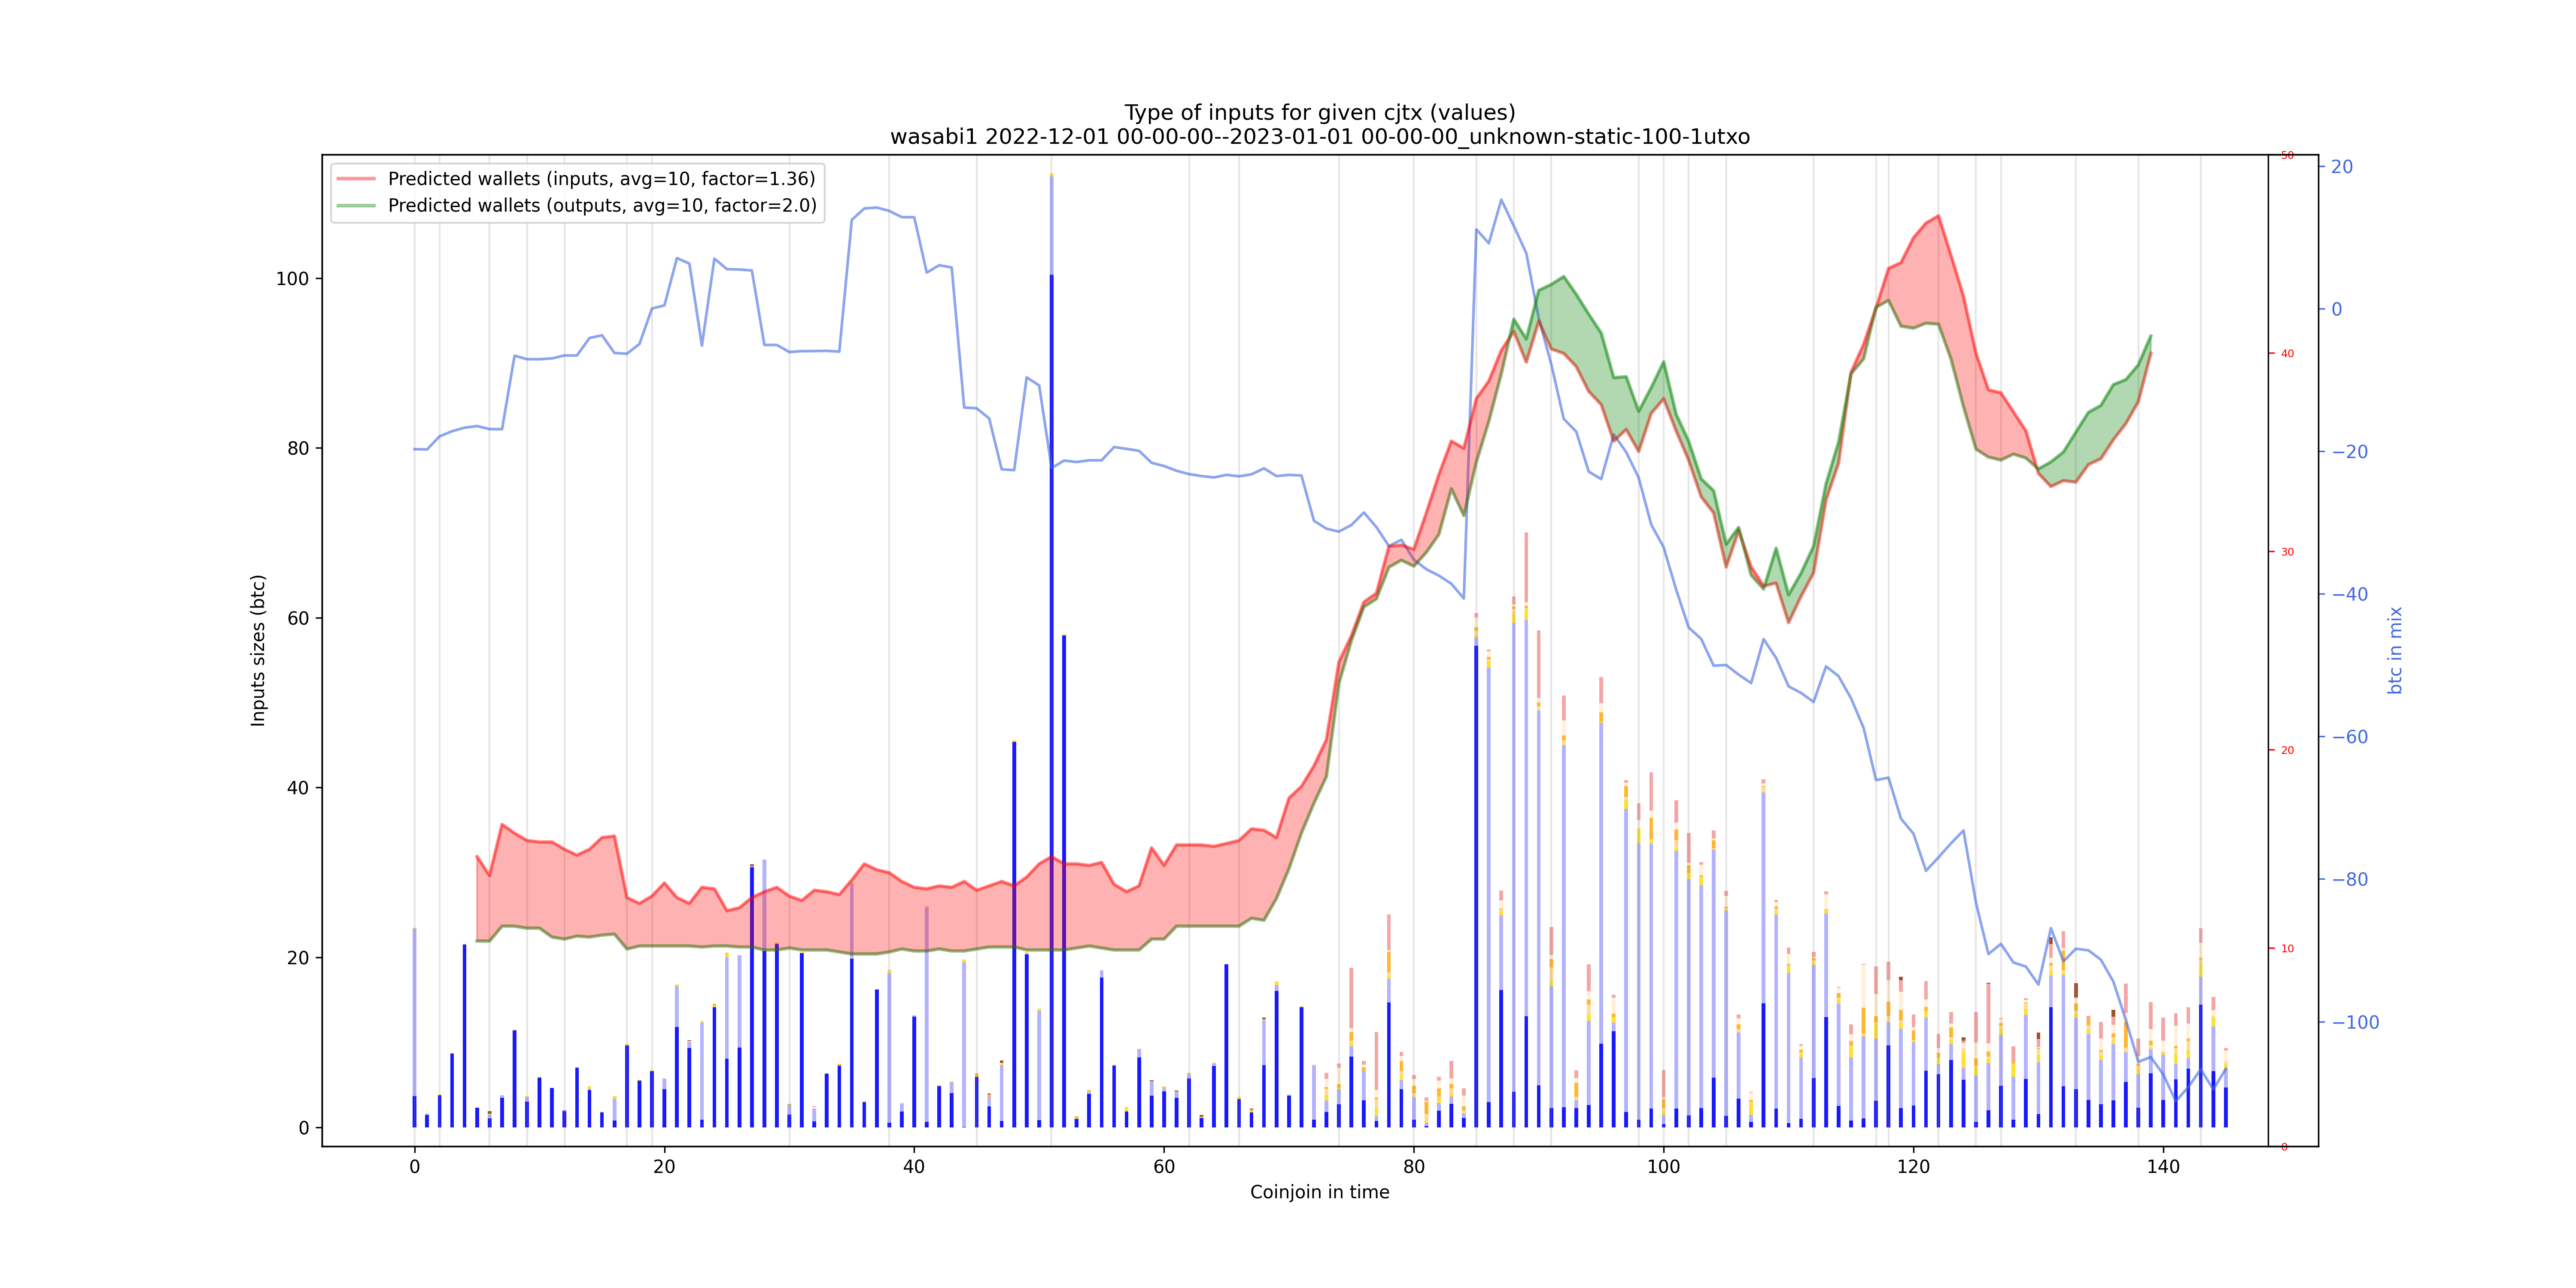 Type of inputs for given cjtx (values)
wasabi1 2022-12-01 00-00-00--2023-01-01 00-00-00_unknown-static-100-1utxo
Predicted wallets (inputs, avg=10, factor=1.36)
Predicted wallets (outputs, avg=10, factor=2.0)
Inputs sizes (btc)
100
80
60
40
20
0
50
40
30
20
10
0
20
0
−20
−40
−60
−80
−100
btc in mix
0 20 40 60 80 100 120 140
Coinjoin in time